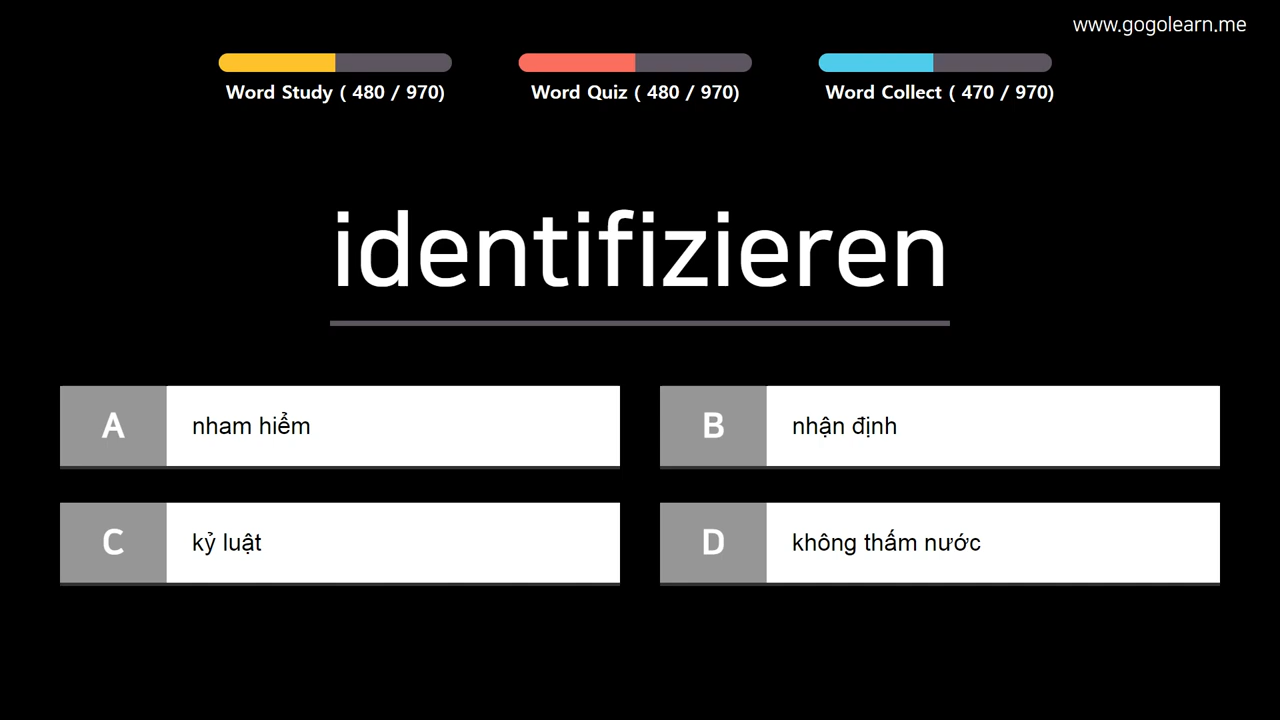 www.gogolearn.me
Word Study ( 480 / 970)
Word Quiz ( 480 / 970)
Word Collect ( 470 / 970)
identifizieren
A nham hiểm
B nhận định
C kỷ luật
D không thấm nước